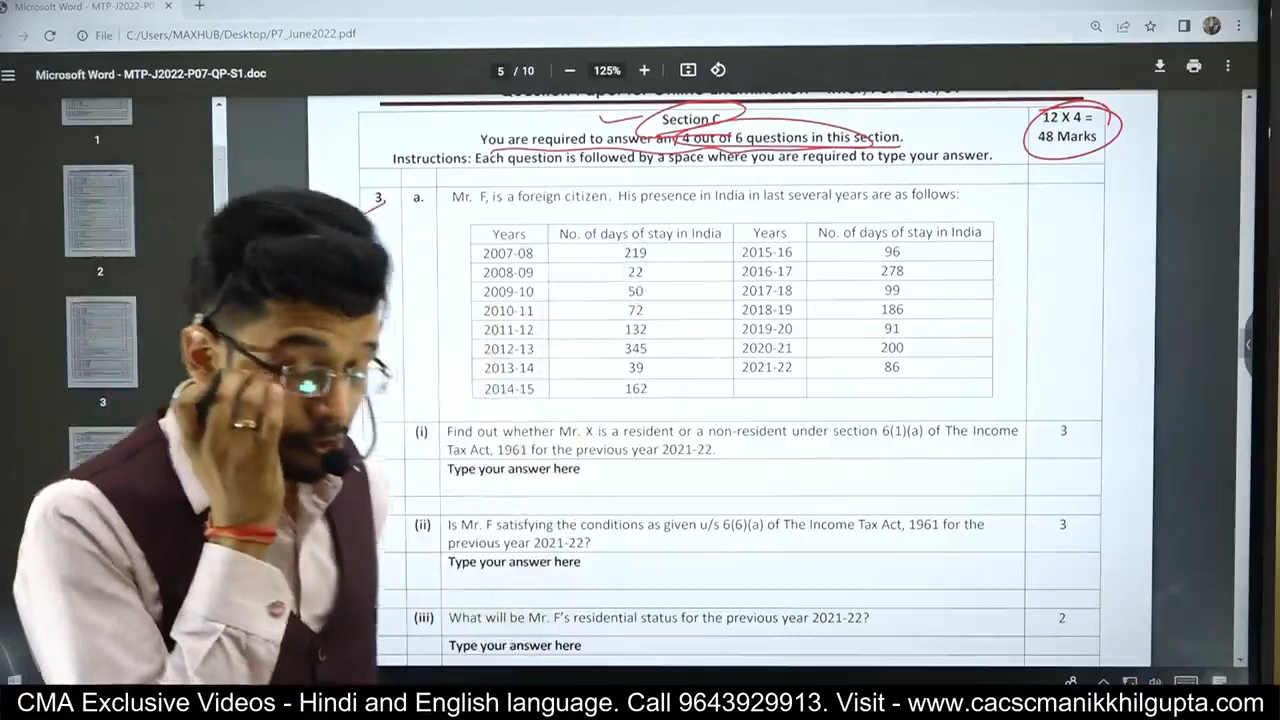 Microsoft Word - MTP-J2022-P0
File
C:/Users/MAXHUB/Desktop/P7_June2022.pdf
Microsoft Word - MTP-J2022-P07-QP-S1.doc
5 / 10
125%
Section C
You are required to answer any 4 out of 6 questions in this section.
Instructions: Each question is followed by a space where you are required to type your answer.
12 X 4 =
48 Marks
1
2
3
3.
a.
Mr. F, is a foreign citizen. His presence in India in last several years are as follows:
Years No. of days of stay in India Years No. of days of stay in India
2007-08 219 2015-16 96
2008-09 22 2016-17 278
2009-10 50 2017-18 99
2010-11 72 2018-19 186
2011-12 132 2019-20 91
2012-13 345 2020-21 200
2013-14 39 2021-22 86
2014-15 162
(i) Find out whether Mr. X is a resident or a non-resident under section 6(1)(a) of The Income 3
Tax Act, 1961 for the previous year 2021-22.
Type your answer here
(ii) Is Mr. F satisfying the conditions as given u/s 6(6)(a) of The Income Tax Act, 1961 for the 3
previous year 2021-22?
Type your answer here
(iii) What will be Mr. F's residential status for the previous year 2021-22? 2
Type your answer here
CMA Exclusive Videos - Hindi and English language. Call 9643929913. Visit - www.cacscmanikkhilgupta.com